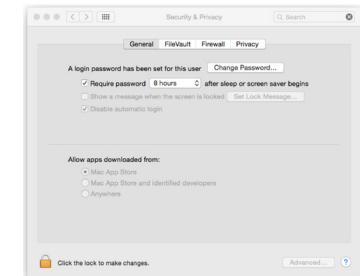 Security & Privacy
Search
General FileVault Firewall Privacy
A login password has been set for this user Change Password...
Require password 8 hours after sleep or screen saver begins
Show a message when the screen is locked Set Lock Message...
Disable automatic login
Allow apps downloaded from:
Mac App Store
Mac App Store and identified developers
Anywhere
Click the lock to make changes.
Advanced... ?